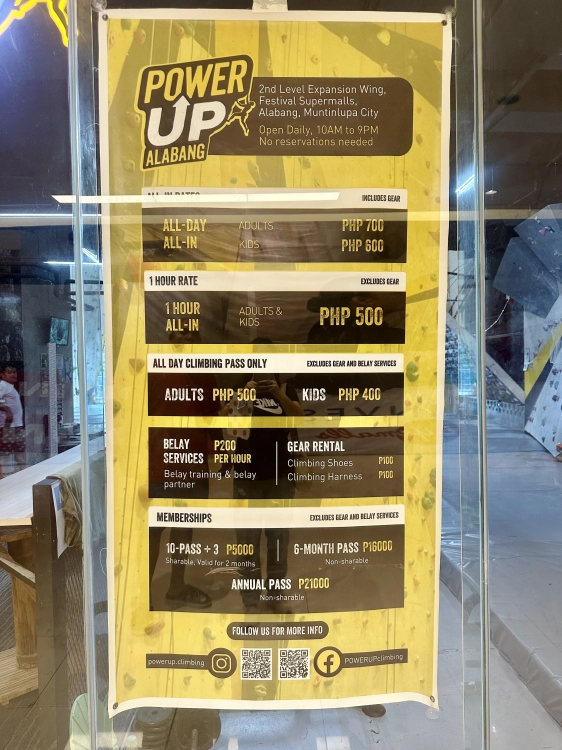 POWER
UP
ALABANG
2nd Level Expansion Wing,
Festival Supermalls,
Alabang, Muntinlupa City
Open Daily, 10AM to 9PM
No reservations needed
ALL-IN RATES INCLUDES GEAR
ALL-DAY ALL-IN
ADULTS PHP 700
KIDS PHP 600
1 HOUR RATE EXCLUDES GEAR
1 HOUR ALL-IN
ADULTS & KIDS
PHP 500
ALL DAY CLIMBING PASS ONLY EXCLUDES GEAR AND BELAY SERVICES
ADULTS PHP 500 KIDS PHP 400
BELAY SERVICES
P200 PER HOUR
Belay training & belay
partner
GEAR RENTAL
Climbing Shoes P100
Climbing Harness P100
MEMBERSHIPS EXCLUDES GEAR AND BELAY SERVICES
10-PASS + 3 P5000
Sharable, Valid for 2 months
6-MONTH PASS P16000
Non-sharable
ANNUAL PASS P21000
Non-sharable
FOLLOW US FOR MORE INFO
powerup.climbing
POWERUPclimbing
NIKE